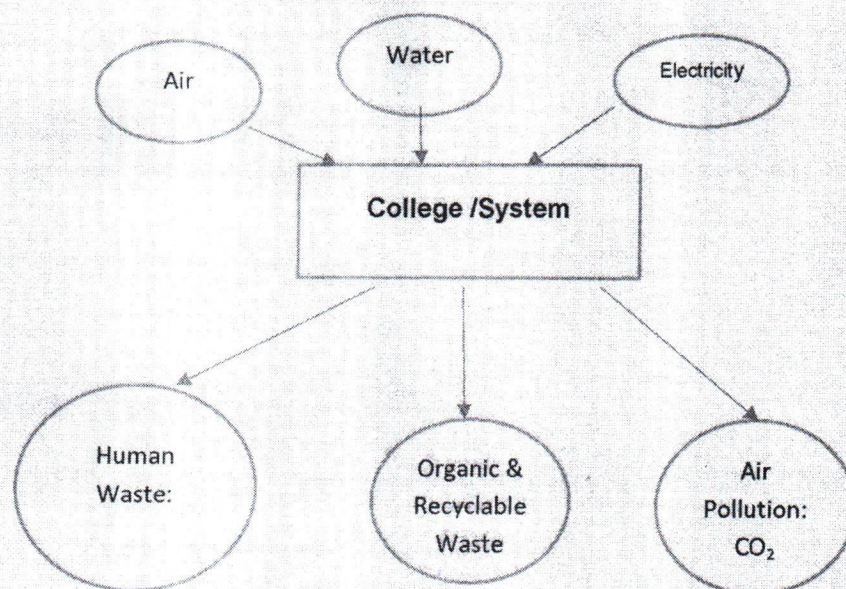 Air
Water
Electricity
College /System
Human
Waste:
Organic &
Recyclable
Waste
Air
Pollution:
CO₂